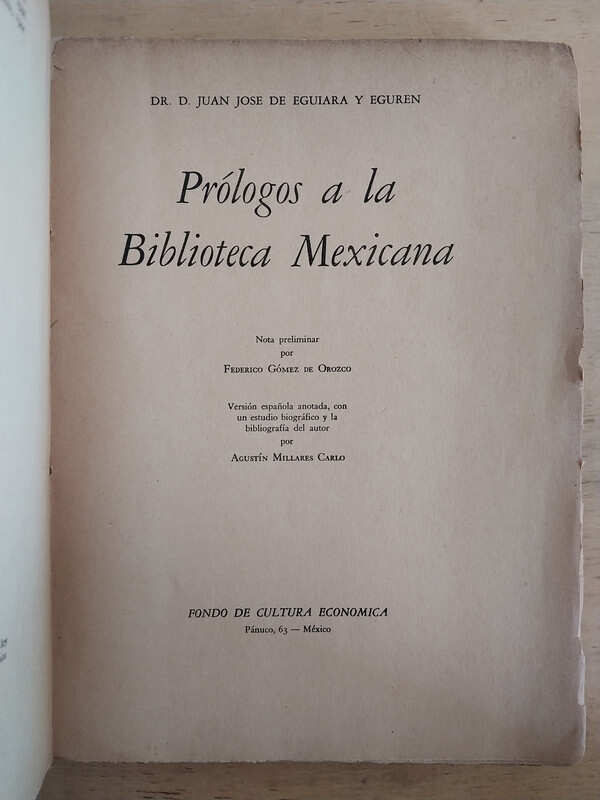 DR. D. JUAN JOSE DE EGUIARA Y EGUREN
Prólogos a la
Biblioteca Mexicana
Nota preliminar
por
FEDERICO GÓMEZ DE OROZCO
Versión española anotada, con
un estudio biográfico y la
bibliografía del autor
por
AGUSTÍN MILLARES CARLO
FONDO DE CULTURA ECONOMICA
Pánuco, 63 — México